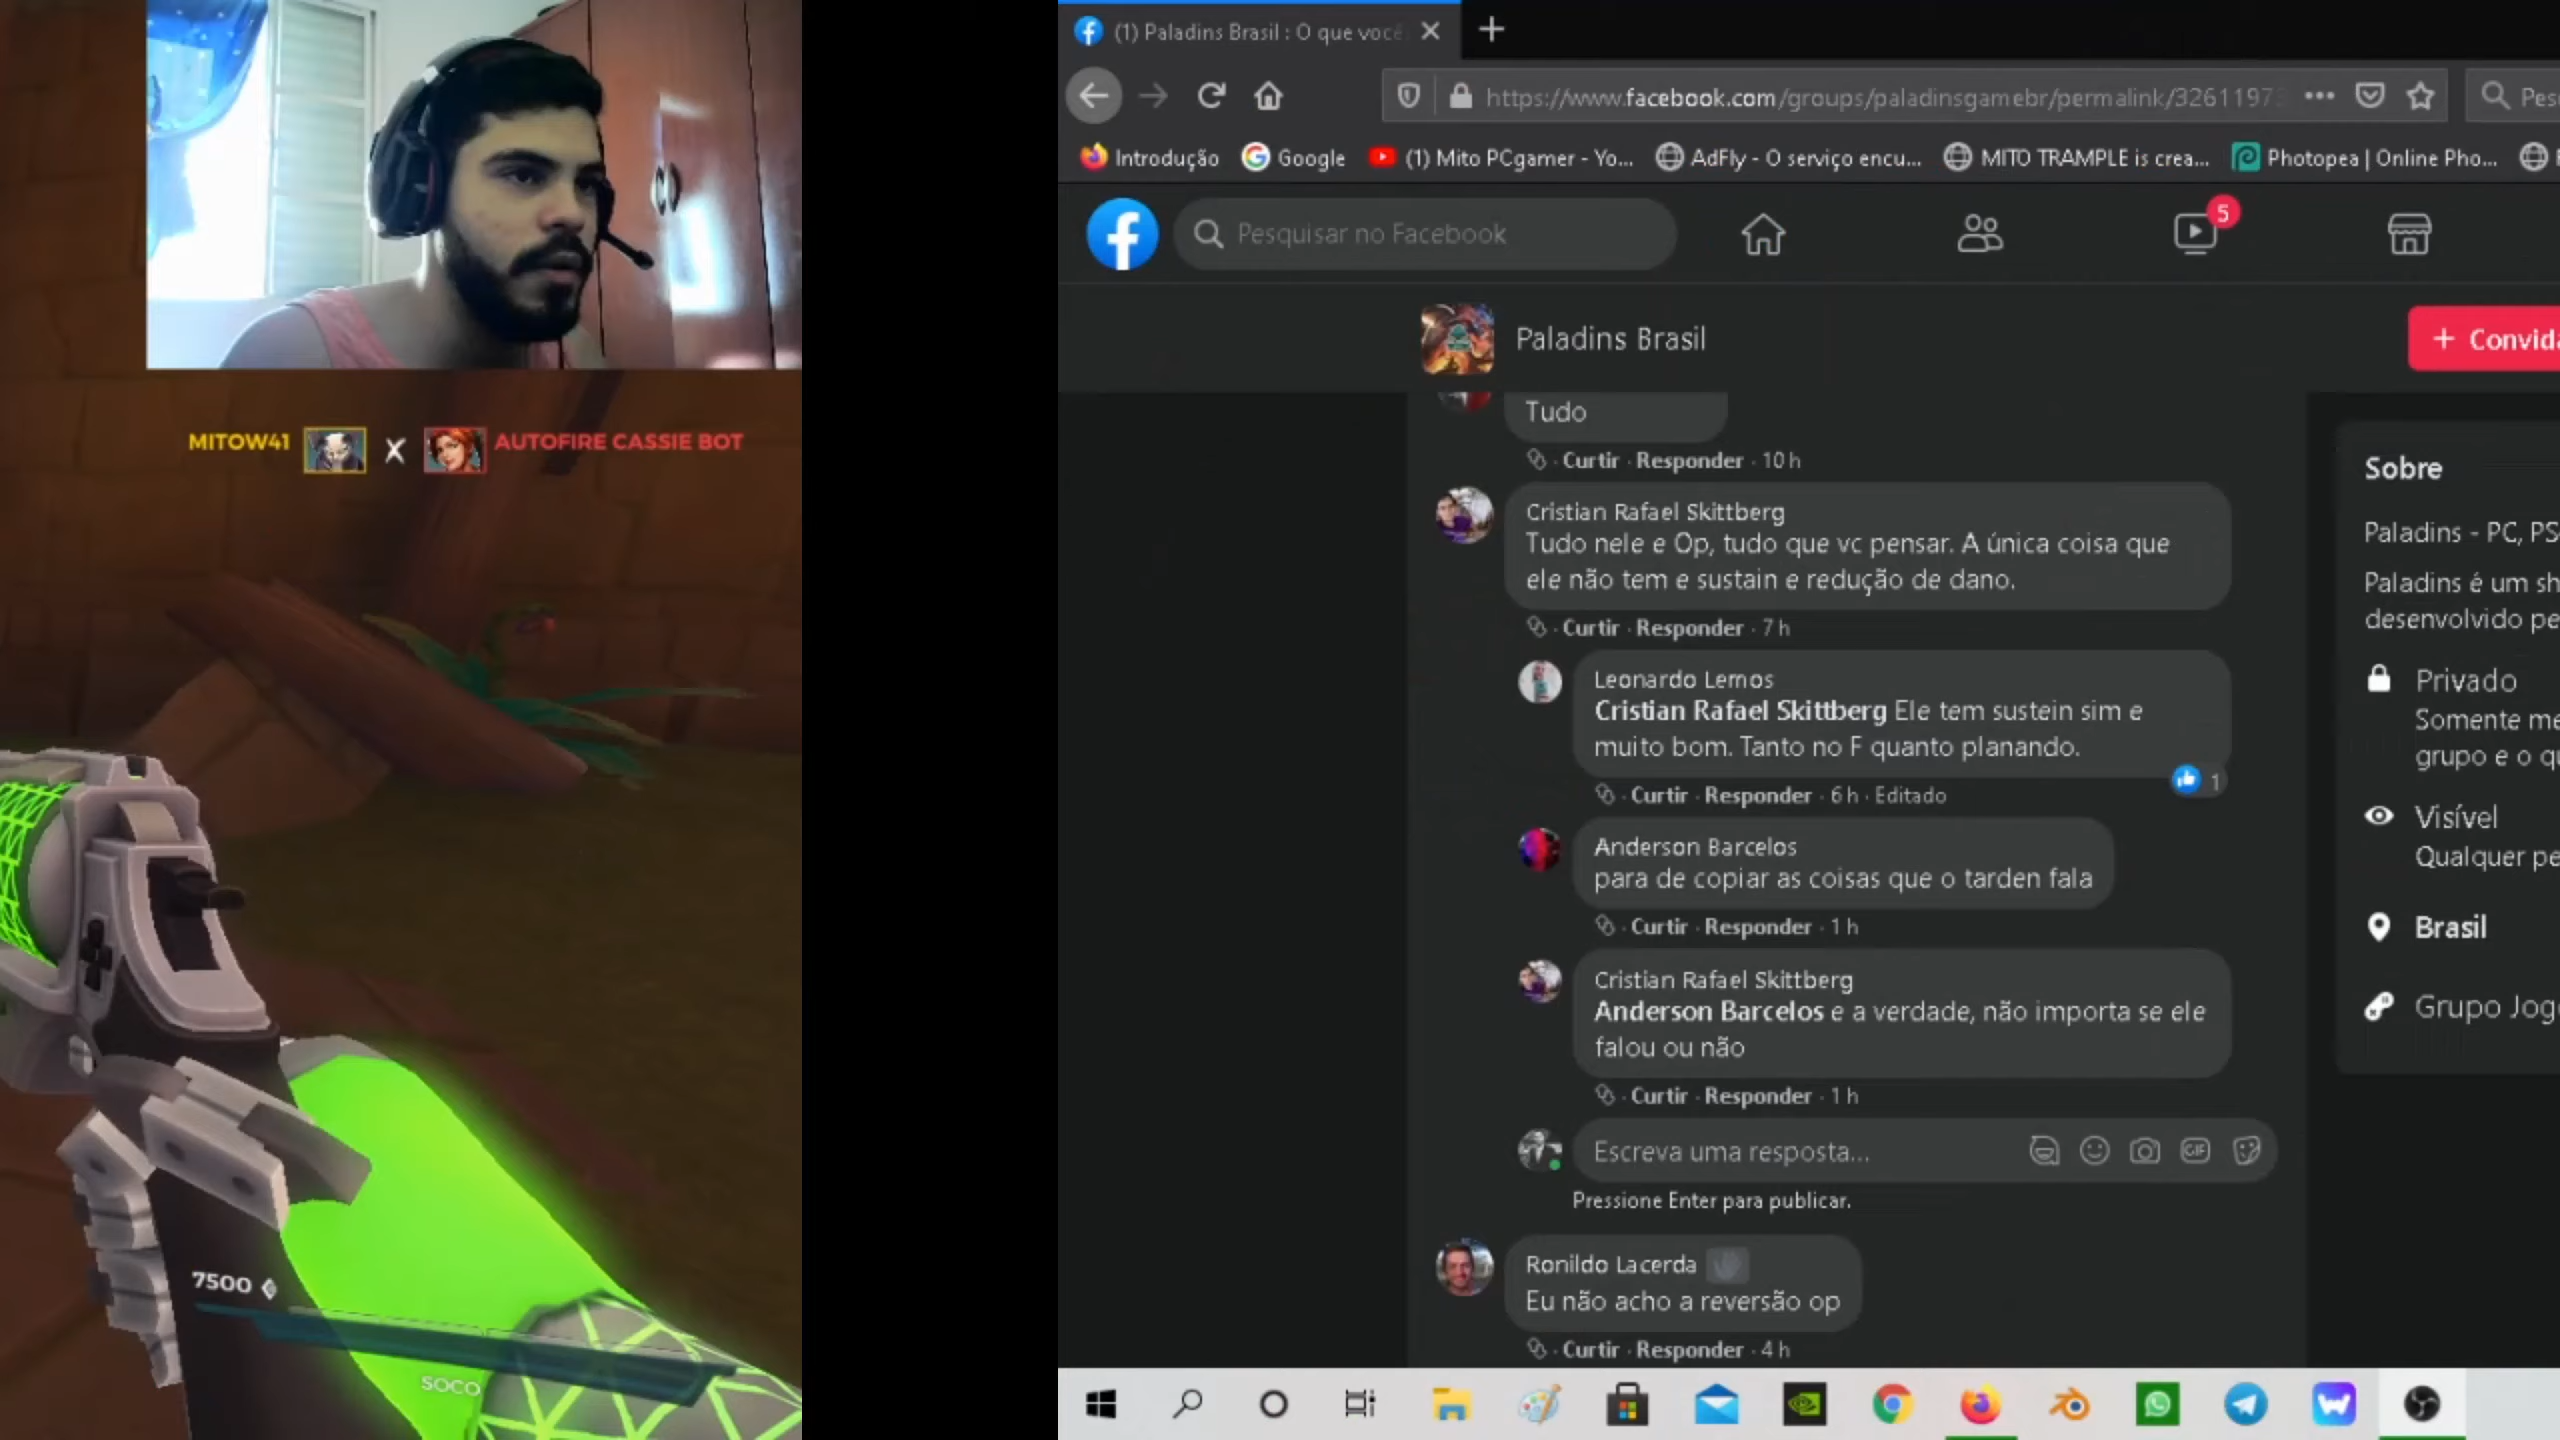 MITOW41 X AUTOFIRE CASSIE BOT
7500
SOCO
(1) Paladins Brasil : O que você
https://www.facebook.com/groups/paladinsgamebr/permalink/3261197
Introdução
Google
(1) Mito PCgamer - Yo...
AdFly - O serviço encu...
MITO TRAMPLE is crea...
Photopea | Online Pho...
Pesquisar no Facebook
5
Paladins Brasil
+ Convida
Tudo
Curtir · Responder · 10 h
Cristian Rafael Skittberg
Tudo nele e Op, tudo que vc pensar. A única coisa que
ele não tem e sustain e redução de dano.
Curtir · Responder · 7 h
Leonardo Lemos
Cristian Rafael Skittberg Ele tem sustein sim e
muito bom. Tanto no F quanto planando.
1
Curtir · Responder · 6 h · Editado
Anderson Barcelos
para de copiar as coisas que o tarden fala
Curtir · Responder · 1 h
Cristian Rafael Skittberg
Anderson Barcelos e a verdade, não importa se ele
falou ou não
Curtir · Responder · 1 h
Escreva uma resposta...
GIF
Pressione Enter para publicar.
Ronildo Lacerda
Eu não acho a reversão op
Curtir · Responder · 4 h
Sobre
Paladins - PC, PS
Paladins é um sh
desenvolvido pe
Privado
Somente me
grupo e o qu
Visível
Qualquer pe
Brasil
Grupo Jog